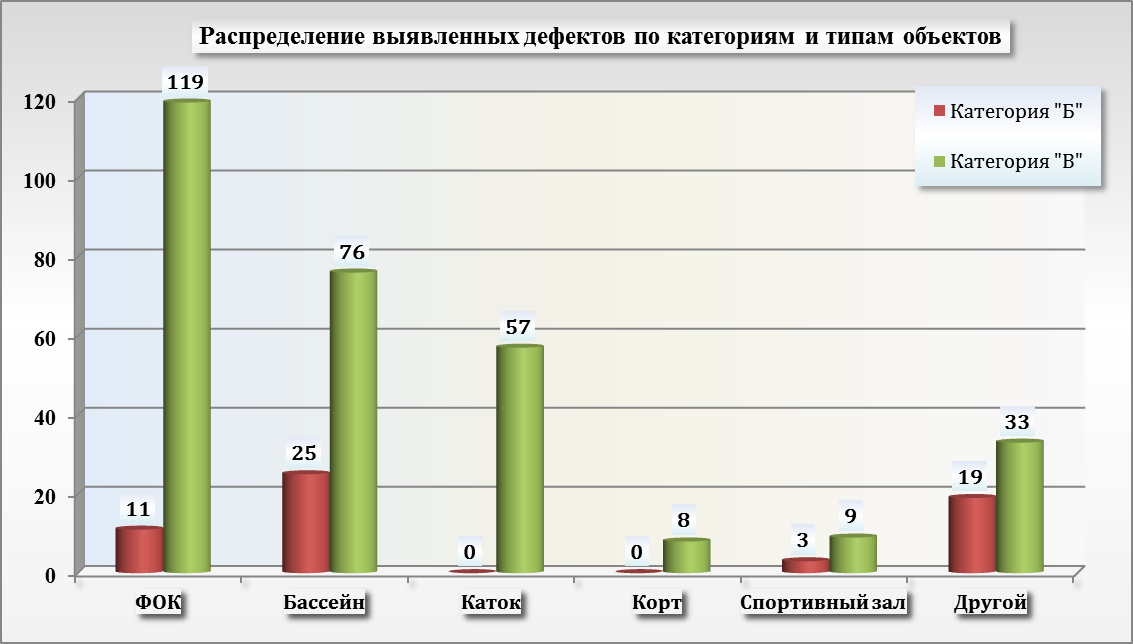 Распределение выявленных дефектов по категориям и типам объектов
Категория "Б"
Категория "В"
120
100
80
60
40
20
0
119
76
57
8
9
33
11
25
0
0
3
19
ФОК
Бассейн
Каток
Корт
Спортивный зал
Другой